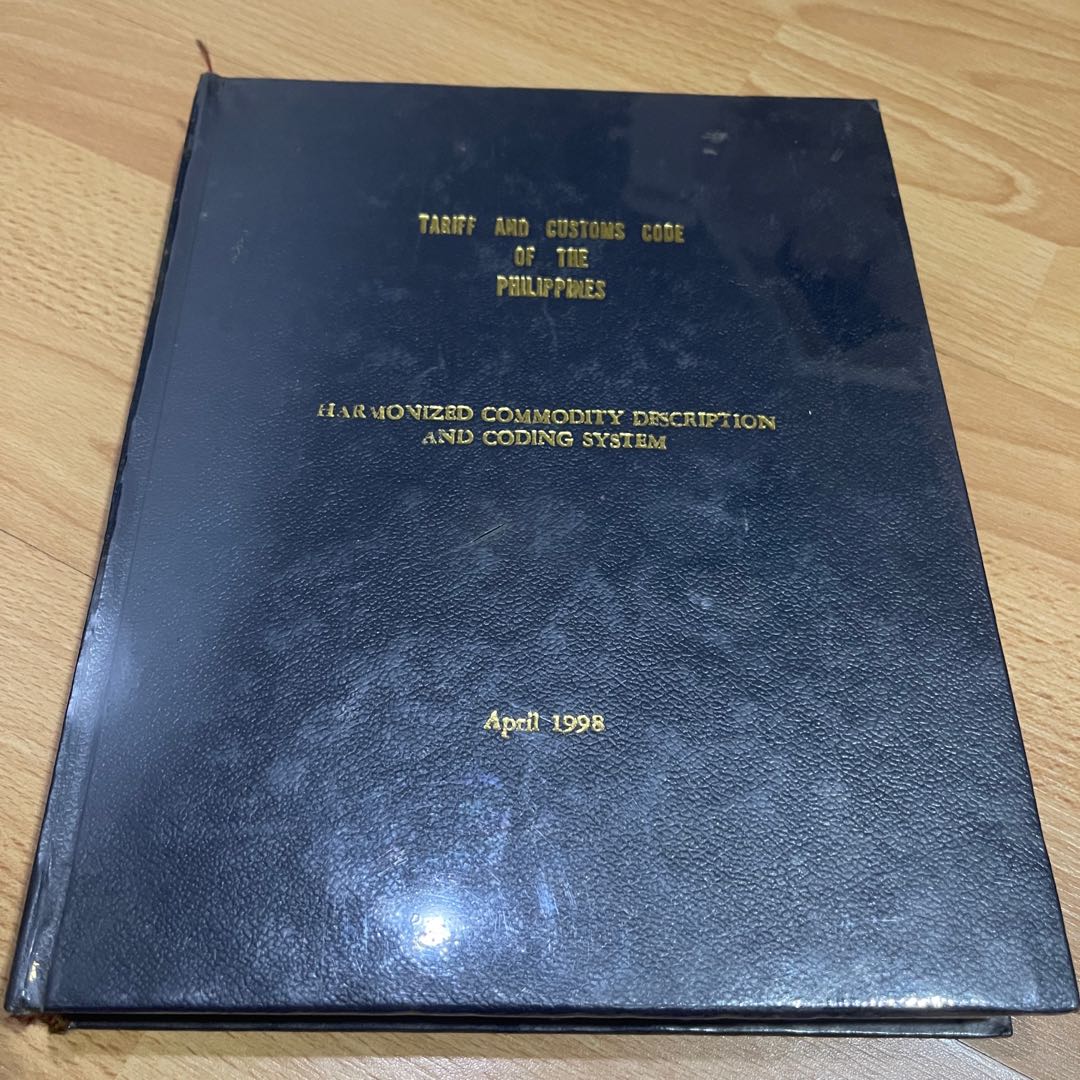 TARIFF AND CUSTOMS CODE
OF THE
PHILIPPINES
HARMONIZED COMMODITY DESCRIPTION
AND CODING SYSTEM
April 1998